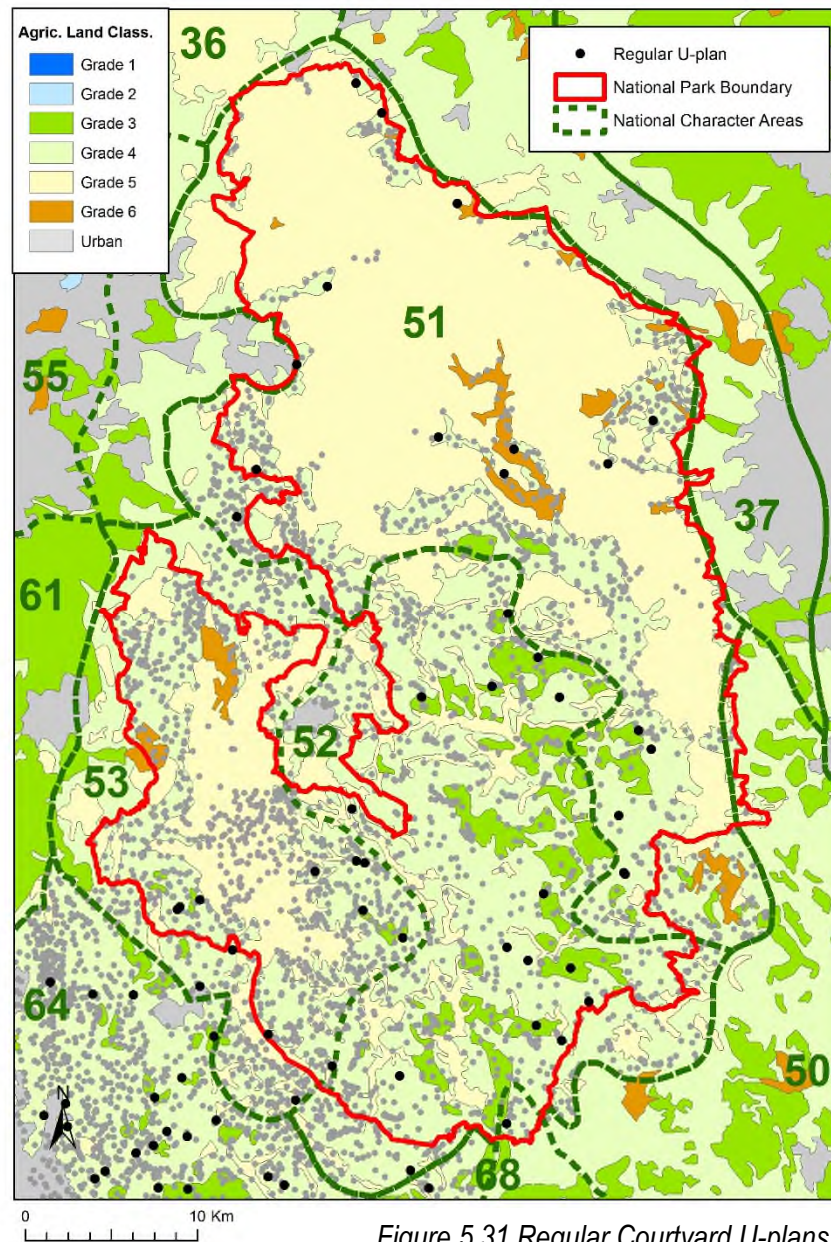 Agric. Land Class.
Grade 1
Grade 2
Grade 3
Grade 4
Grade 5
Grade 6
Urban
Regular U-plan
National Park Boundary
National Character Areas
36
51
55
37
61
52
53
64
50
68
N
0 10 Km
Figure 5.31 Regular Courtyard U-plans